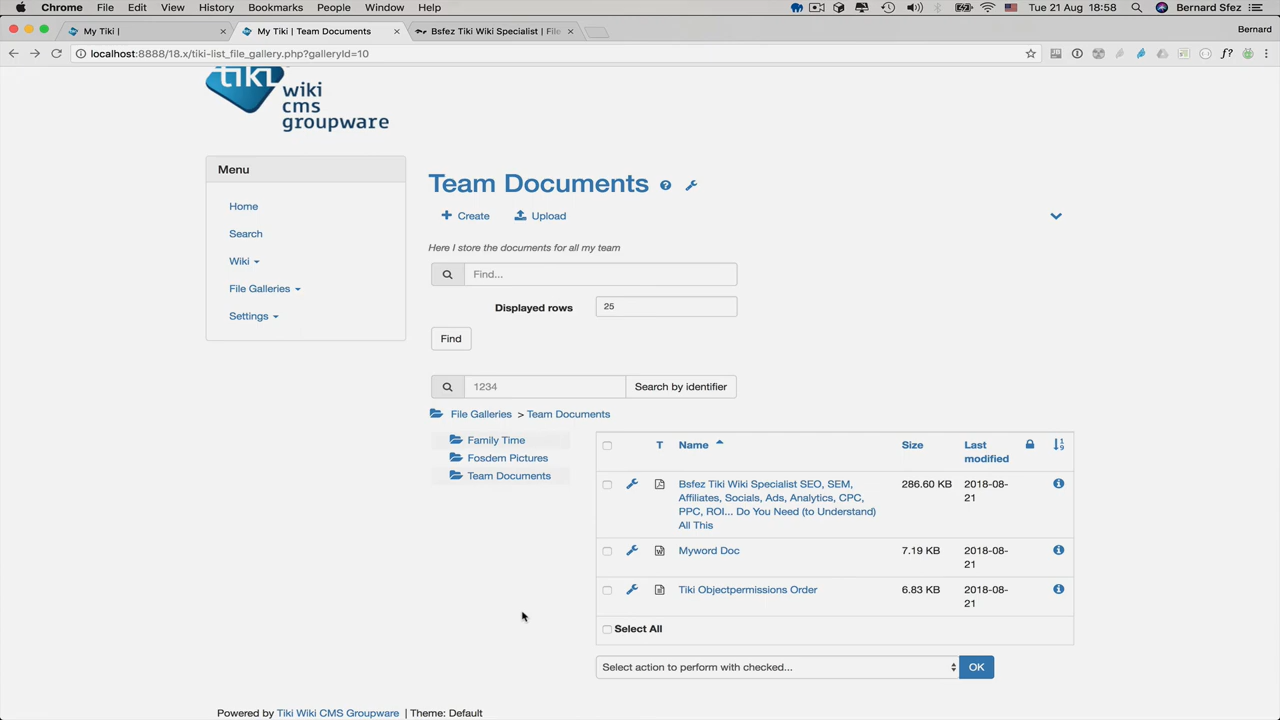 Chrome File Edit View History Bookmarks People Window Help Tue 21 Aug 18:58 Bernard Sfez
My Tiki | My Tiki | Team Documents Bsfez Tiki Wiki Specialist | File Bernard
localhost:8888/18.x/tiki-list_file_gallery.php?galleryId=10 f?
tiki
wiki
cms
groupware
Menu
Home
Search
Wiki
File Galleries
Settings
Team Documents
Create Upload
Here I store the documents for all my team
Find...
Displayed rows 25
Find
1234 Search by identifier
File Galleries > Team Documents
Family Time
Fosdem Pictures
Team Documents
T Name Size Last
modified
Bsfez Tiki Wiki Specialist SEO, SEM, 286.60 KB 2018-08-
Affiliates, Socials, Ads, Analytics, CPC, 21
PPC, ROI... Do You Need (to Understand)
All This
Myword Doc 7.19 KB 2018-08-
21
Tiki Objectpermissions Order 6.83 KB 2018-08-
21
Select All
Select action to perform with checked... OK
Powered by Tiki Wiki CMS Groupware | Theme: Default